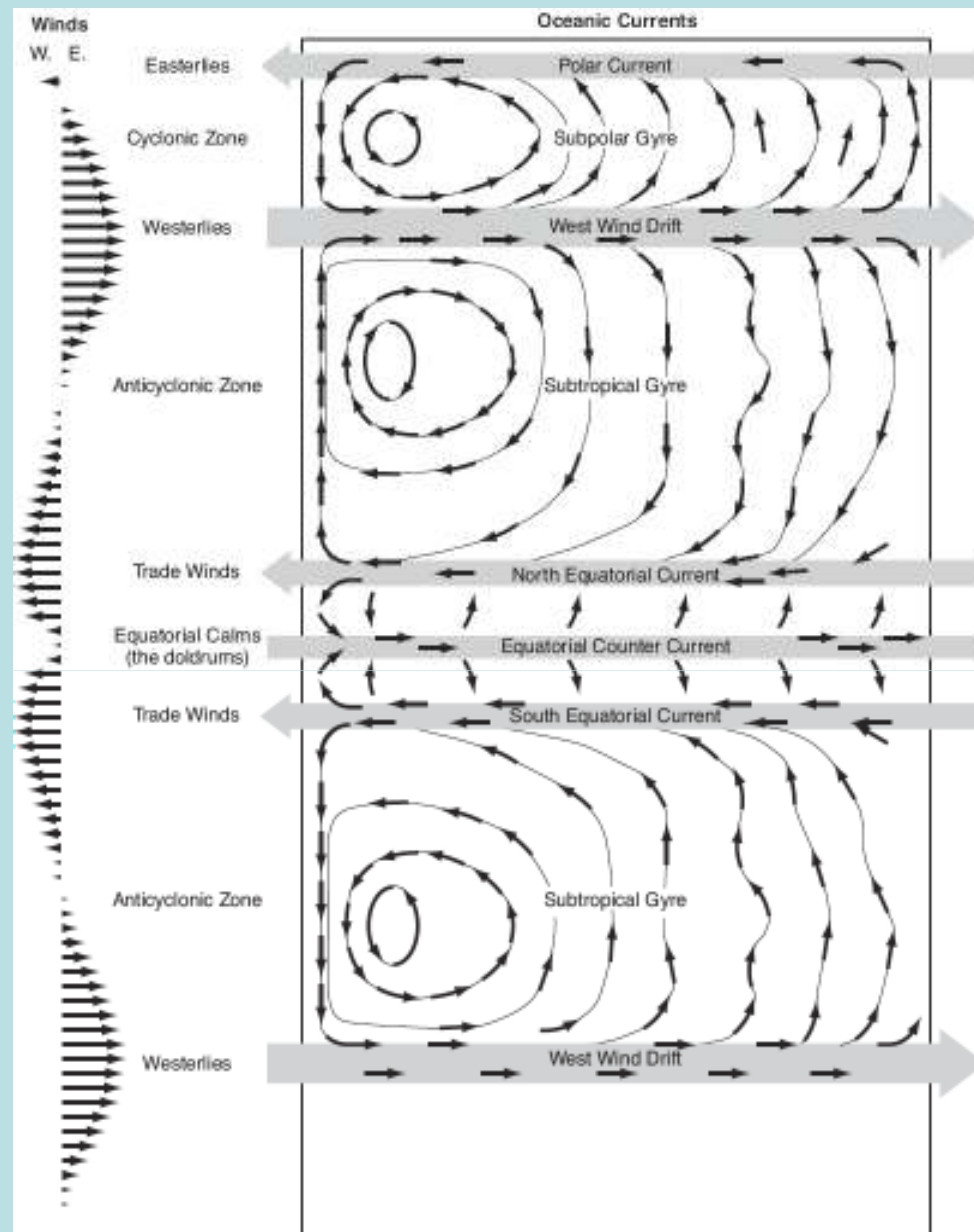 Winds
Oceanic Currents
W. E.
Easterlies
Polar Current
Cyclonic Zone
Subpolar Gyre
Westerlies
West Wind Drift
Anticyclonic Zone
Subtropical Gyre
Trade Winds
North Equatorial Current
Equatorial Calms
(the doldrums)
Equatorial Counter Current
Trade Winds
South Equatorial Current
Anticyclonic Zone
Subtropical Gyre
Westerlies
West Wind Drift